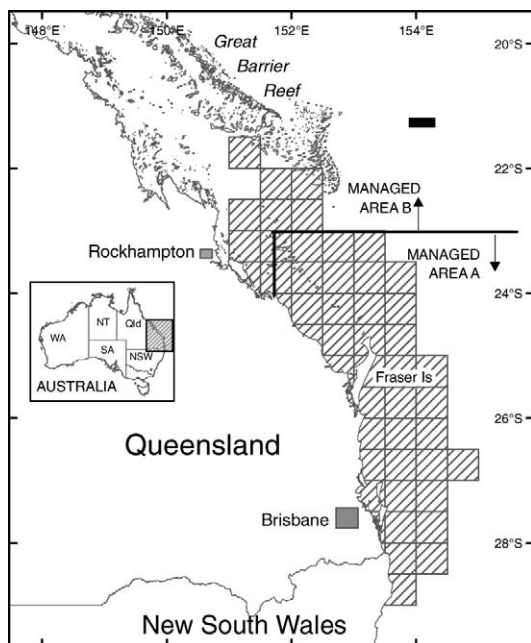 148°E
150°E
152°E
154°E
20°S
Great
Barrier
Reef
22°S
MANAGED
AREA B
MANAGED
AREA A
Rockhampton
24°S
NT
Qld
WA
SA
NSW
AUSTRALIA
Fraser Is
26°S
Queensland
Brisbane
28°S
New South Wales